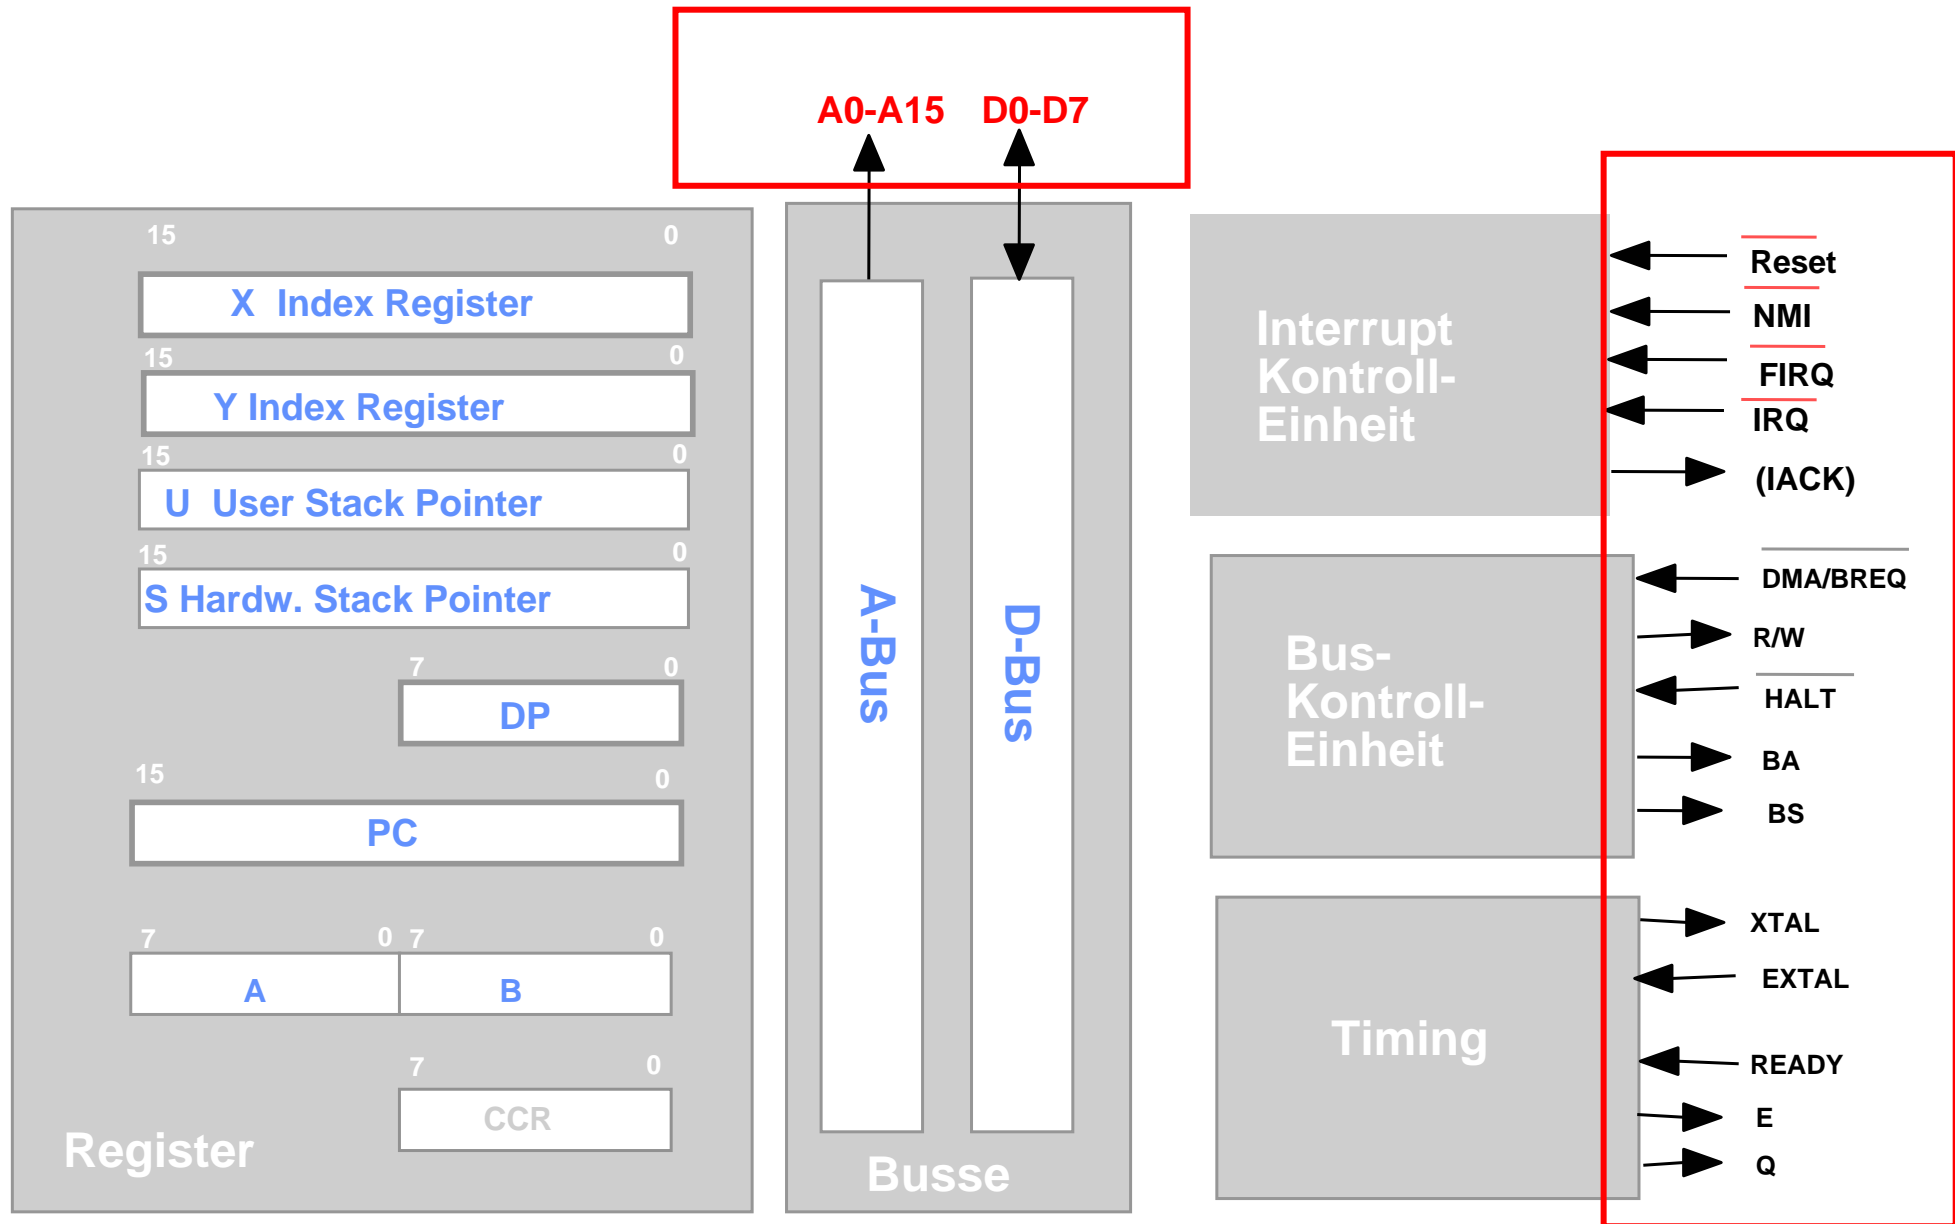 A0-A15 D0-D7
15 0
X Index Register
15 0
Y Index Register
15 0
U User Stack Pointer
15 0
S Hardw. Stack Pointer
7 0
DP
15 0
PC
7 0 7 0
A B
7 0
CCR
Register
A-Bus
D-Bus
Busse
Interrupt
Kontroll-
Einheit
Reset
NMI
FIRQ
IRQ
(IACK)
Bus-
Kontroll-
Einheit
DMA/BREQ
R/W
HALT
BA
BS
Timing
XTAL
EXTAL
READY
E
Q